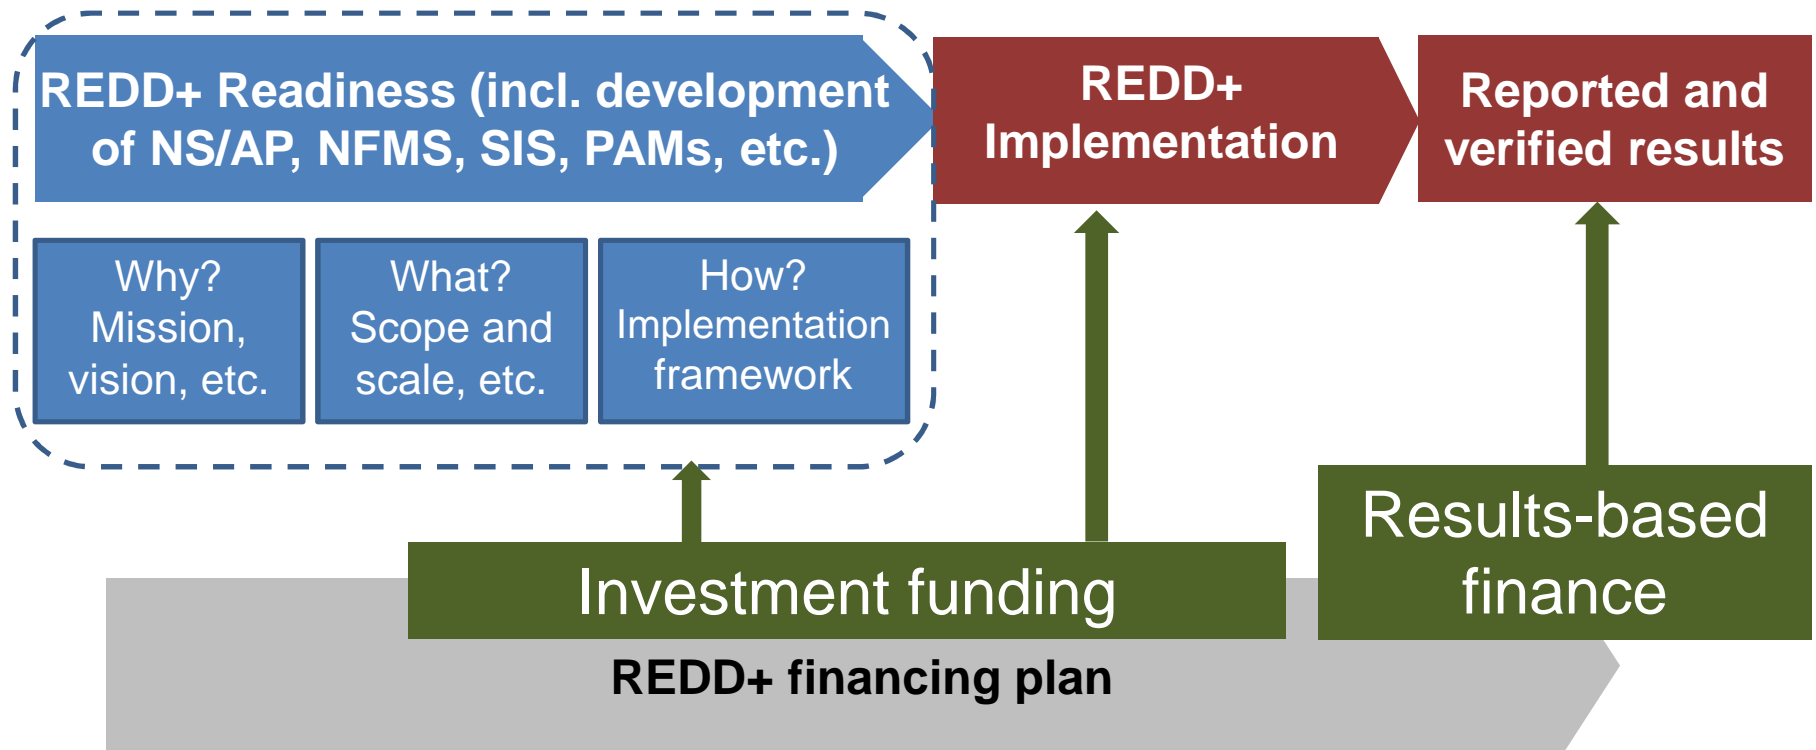 REDD+ Readiness (incl. development
of NS/AP, NFMS, SIS, PAMs, etc.)
REDD+
Implementation
Reported and
verified results
Why?
Mission,
vision, etc.
What?
Scope and
scale, etc.
How?
Implementation
framework
Investment funding
Results-based
finance
REDD+ financing plan